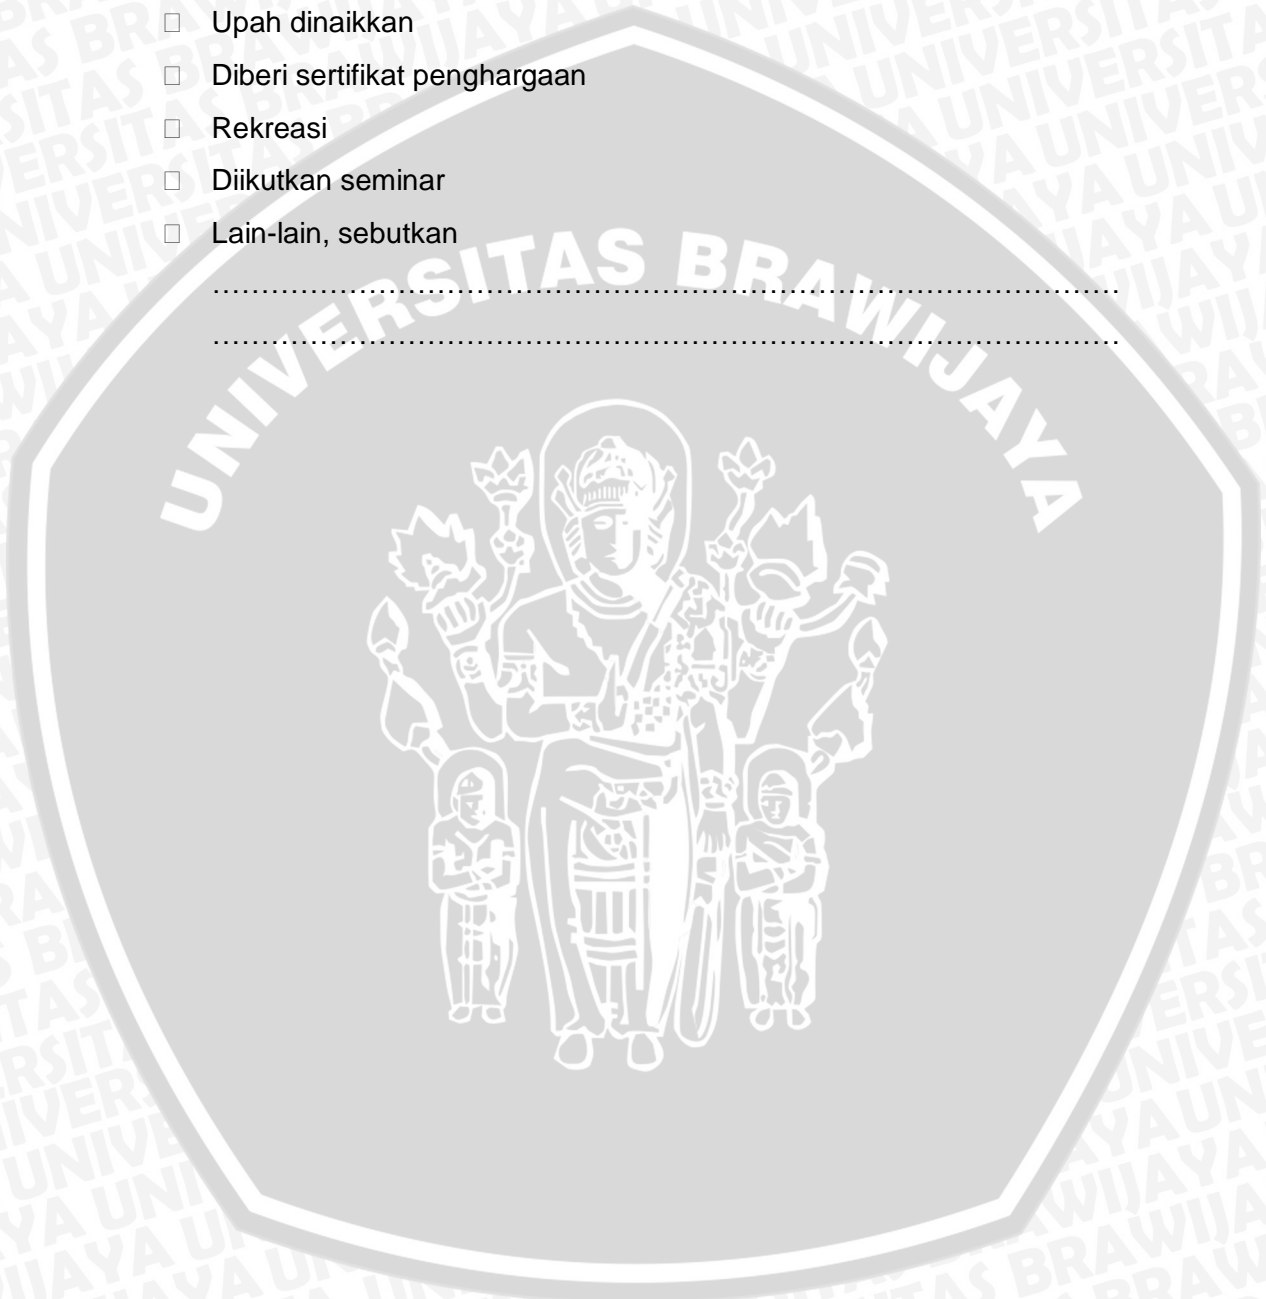 □ Upah dinaikkan
□ Diberi sertifikat penghargaan
□ Rekreasi
□ Diikutkan seminar
□ Lain-lain, sebutkan
……………………………………………………………………………
……………………………………………………………………………
UNIVERSITAS BRAWIJAYA